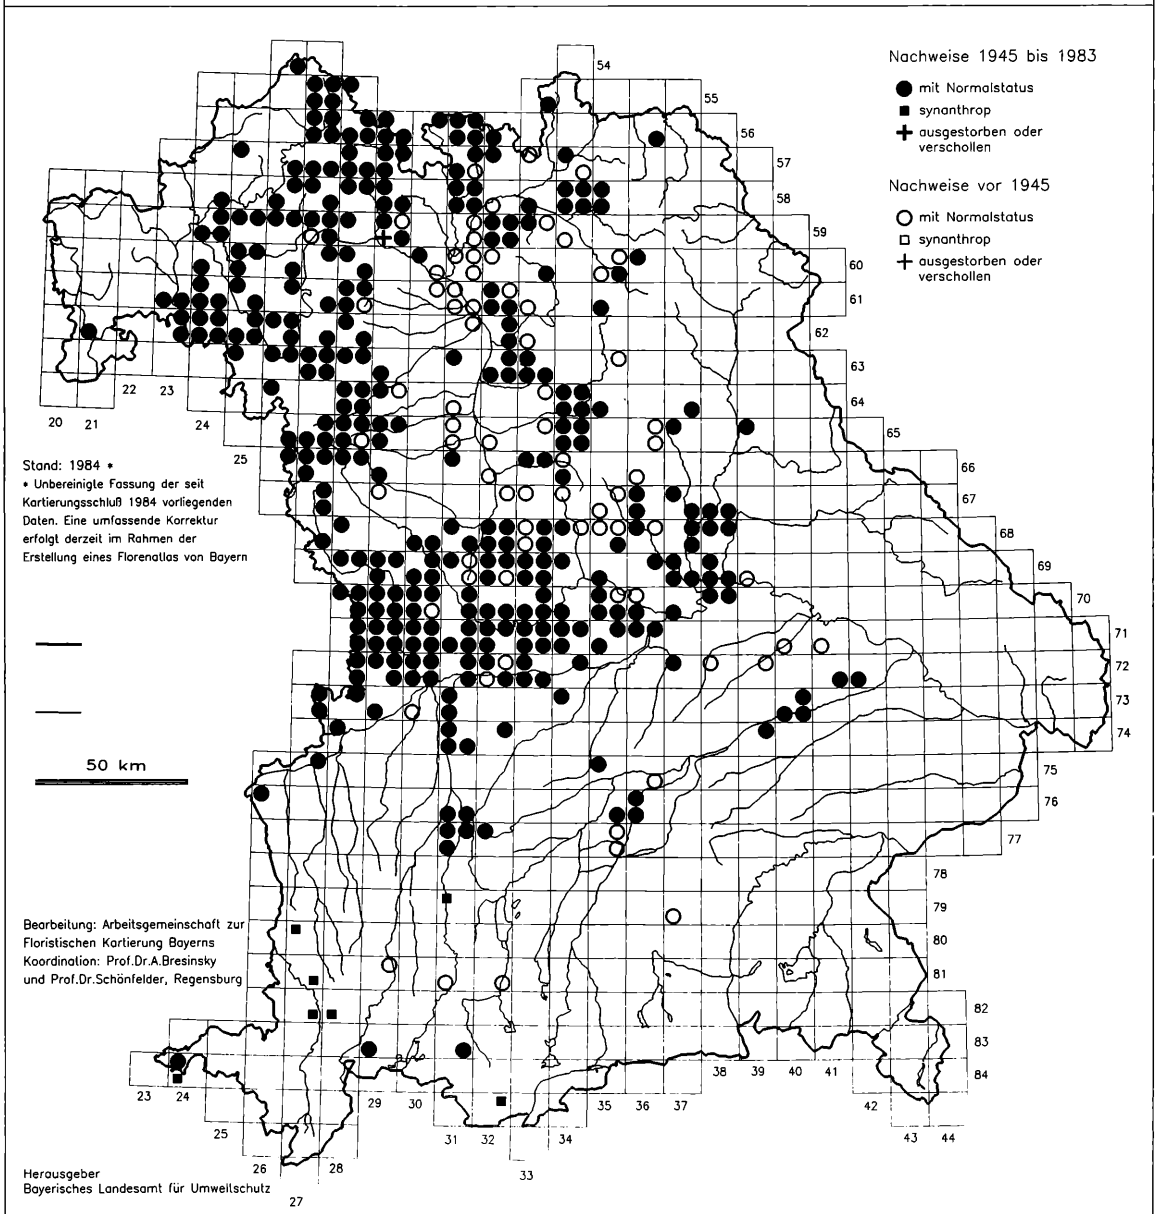 Nachweise 1945 bis 1983
mit Normalstatus
synanthrop
ausgestorben oder
verschollen
Nachweise vor 1945
mit Normalstatus
synanthrop
ausgestorben oder
verschollen
54
55
56
57
58
59
60
61
62
63
64
65
66
67
68
69
70
71
72
73
74
75
76
77
78
79
80
81
82
83
84
20
21
22
23
24
25
Stand: 1984 *
* Unbereinigte Fassung der seit
Kartierungsschluß 1984 vorliegenden
Daten. Eine umfassende Korrektur
erfolgt derzeit im Rahmen der
Erstellung eines Florenatlas von Bayern
50 km
Bearbeitung: Arbeitsgemeinschaft zur
Floristischen Kartierung Bayerns
Koordination: Prof.Dr.A.Bresinsky
und Prof.Dr.Schönfelder, Regensburg
23
24
25
26
27
28
29
30
31
32
33
34
35
36
37
38
39
40
41
42
43
44
Herausgeber
Bayerisches Landesamt für Umweltschutz